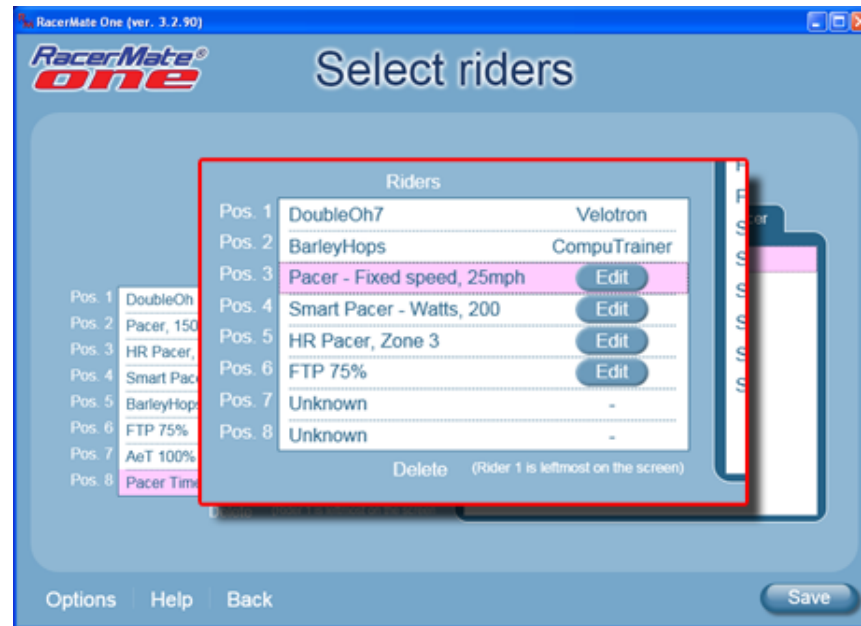 RacerMate One (ver. 3.2.90)
RacerMate®
one
Select riders
Riders
Pos. 1 DoubleOh7 Velotron
Pos. 2 BarleyHops CompuTrainer
Pos. 3 Pacer - Fixed speed, 25mph Edit
Pos. 4 Smart Pacer - Watts, 200 Edit
Pos. 5 HR Pacer, Zone 3 Edit
Pos. 6 FTP 75% Edit
Pos. 7 Unknown -
Pos. 8 Unknown -
Delete (Rider 1 is leftmost on the screen)
Pos. 1 DoubleOh
Pos. 2 Pacer, 150
Pos. 3 HR Pacer,
Pos. 4 Smart Pac
Pos. 5 BarleyHop
Pos. 6 FTP 75%
Pos. 7 AeT 100%
Pos. 8 Pacer Time
Options Help Back Save